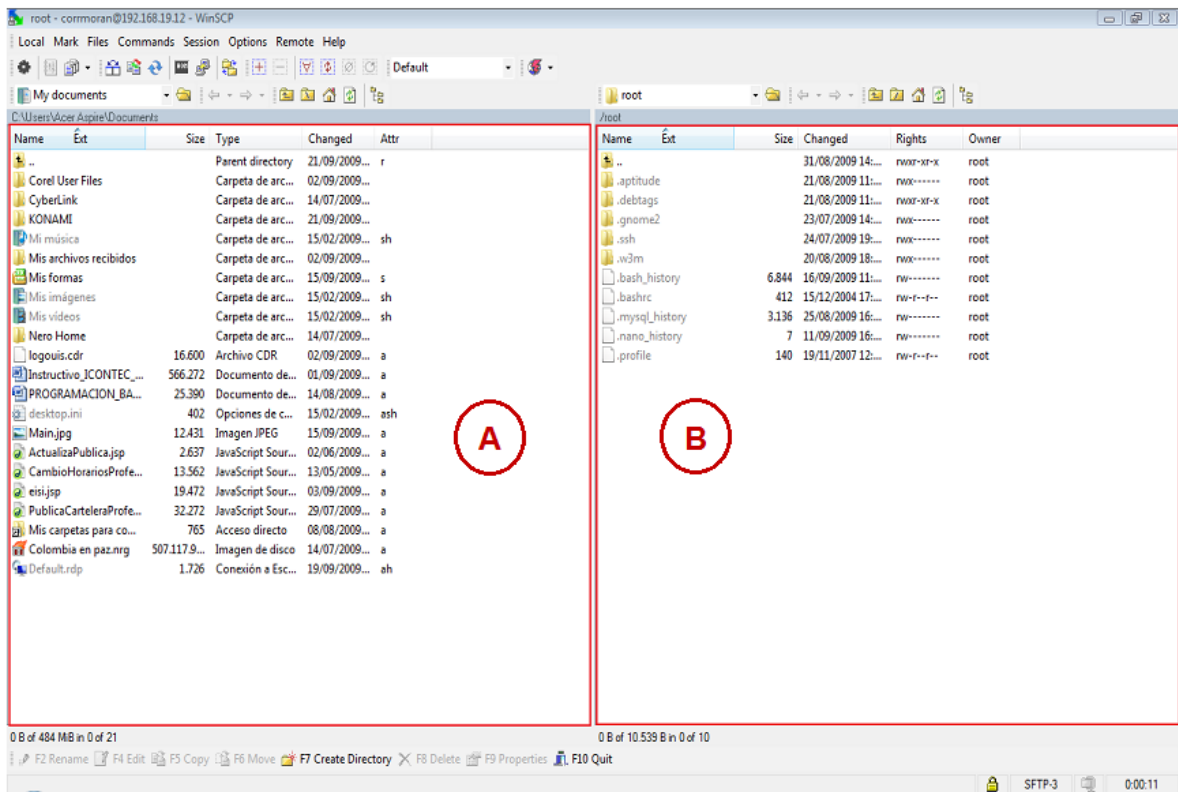 root - corrmoran@192.168.19.12 - WinSCP
Local Mark Files Commands Session Options Remote Help
Default
My documents root
C:\Users\Acer Aspire\Documents /root
Name Ext Size Type Changed Attr
.. Parent directory 21/09/2009... r
Corel User Files Carpeta de arc... 02/09/2009...
CyberLink Carpeta de arc... 14/07/2009...
KONAMI Carpeta de arc... 21/09/2009...
Mi música Carpeta de arc... 15/02/2009... sh
Mis archivos recibidos Carpeta de arc... 02/09/2009...
Mis formas Carpeta de arc... 15/09/2009... s
Mis imágenes Carpeta de arc... 15/02/2009... sh
Mis vídeos Carpeta de arc... 15/02/2009... sh
Nero Home Carpeta de arc... 14/07/2009...
logouis.cdr 16.600 Archivo CDR 02/09/2009... a
Instructivo_ICONTEC_... 566.272 Documento de... 01/09/2009... a
PROGRAMACION_BA... 25.390 Documento de... 14/08/2009... a
desktop.ini 402 Opciones de c... 15/02/2009... ash
Main.jpg 12.431 Imagen JPEG 15/09/2009... a
ActualizaPublica.jsp 2.637 JavaScript Sour... 02/06/2009... a
CambioHorariosProfe... 13.562 JavaScript Sour... 13/05/2009... a
eisi.jsp 19.472 JavaScript Sour... 03/09/2009... a
PublicaCarteleraProfe... 32.272 JavaScript Sour... 29/07/2009... a
Mis carpetas para co... 765 Acceso directo 08/08/2009... a
Colombia en paz.nrg 507.117.9... Imagen de disco 14/07/2009... a
Default.rdp 1.726 Conexión a Esc... 19/09/2009... ah
A
Name Ext Size Changed Rights Owner
.. 31/08/2009 14:... rwxr-xr-x root
.aptitude 21/08/2009 11:... rwx------ root
.debtags 21/08/2009 11:... rwxr-xr-x root
.gnome2 23/07/2009 14:... rwx------ root
.ssh 24/07/2009 19:... rwx------ root
.w3m 20/08/2009 18:... rwx------ root
.bash_history 6.844 16/09/2009 11:... rw------- root
.bashrc 412 15/12/2004 17:... rw-r--r-- root
.mysql_history 3.136 25/08/2009 16:... rw------- root
.nano_history 7 11/09/2009 16:... rw------- root
.profile 140 19/11/2007 12:... rw-r--r-- root
B
0 B of 484 MiB in 0 of 21 0 B of 10.539 B in 0 of 10
F2 Rename F4 Edit F5 Copy F6 Move F7 Create Directory F8 Delete F9 Properties F10 Quit
SFTP-3 0:00:11